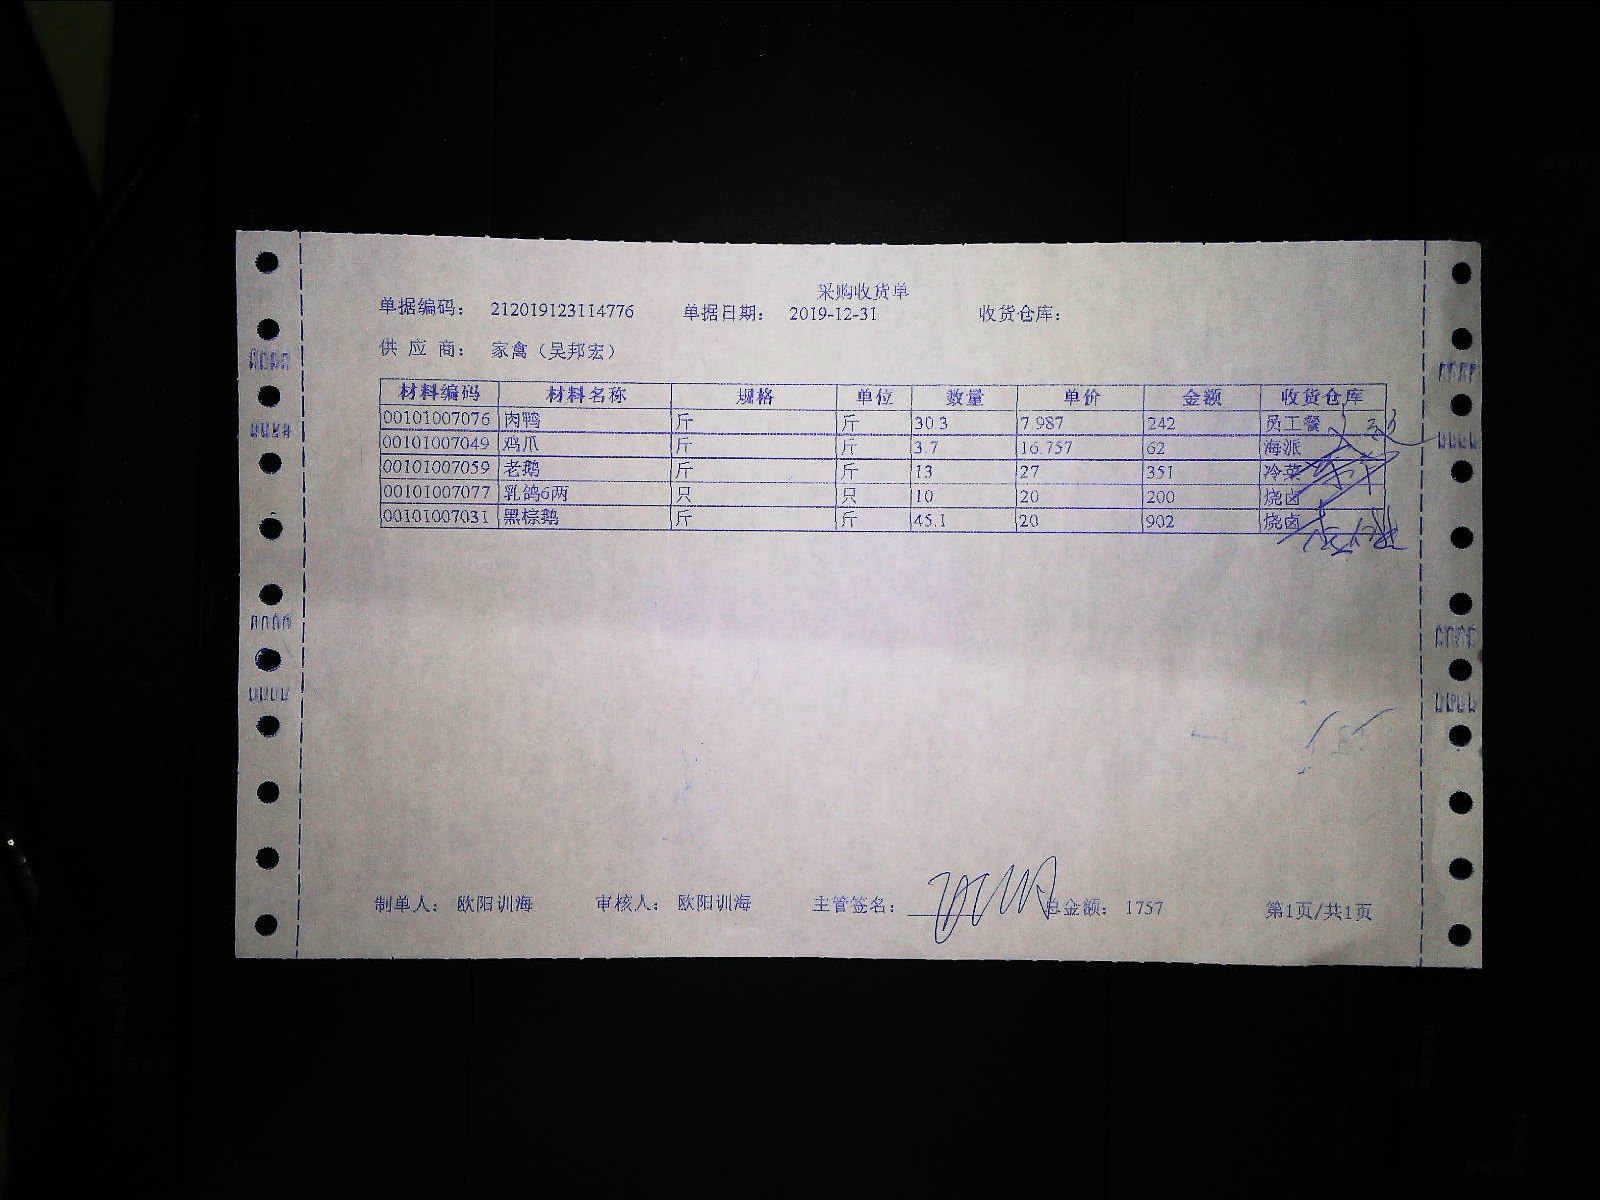 采购收货单
单据编码： 212019123114776 单据日期： 2019-12-31 收货仓库：
供 应 商： 家禽（吴邦宏）
材料编码 材料名称 规格 单位 数量 单价 金额 收货仓库
00101007076 肉鸭 斤 斤 30.3 7.987 242 员工餐
00101007049 鸡爪 斤 斤 3.7 16.757 62 海派
00101007059 老鹅 斤 斤 13 27 351 冷菜
00101007077 乳鸽6两 只 只 10 20 200 烧卤
00101007031 黑棕鹅 斤 斤 45.1 20 902 烧卤
制单人： 欧阳训海 审核人： 欧阳训海 主管签名： 总金额： 1757 第1页/共1页